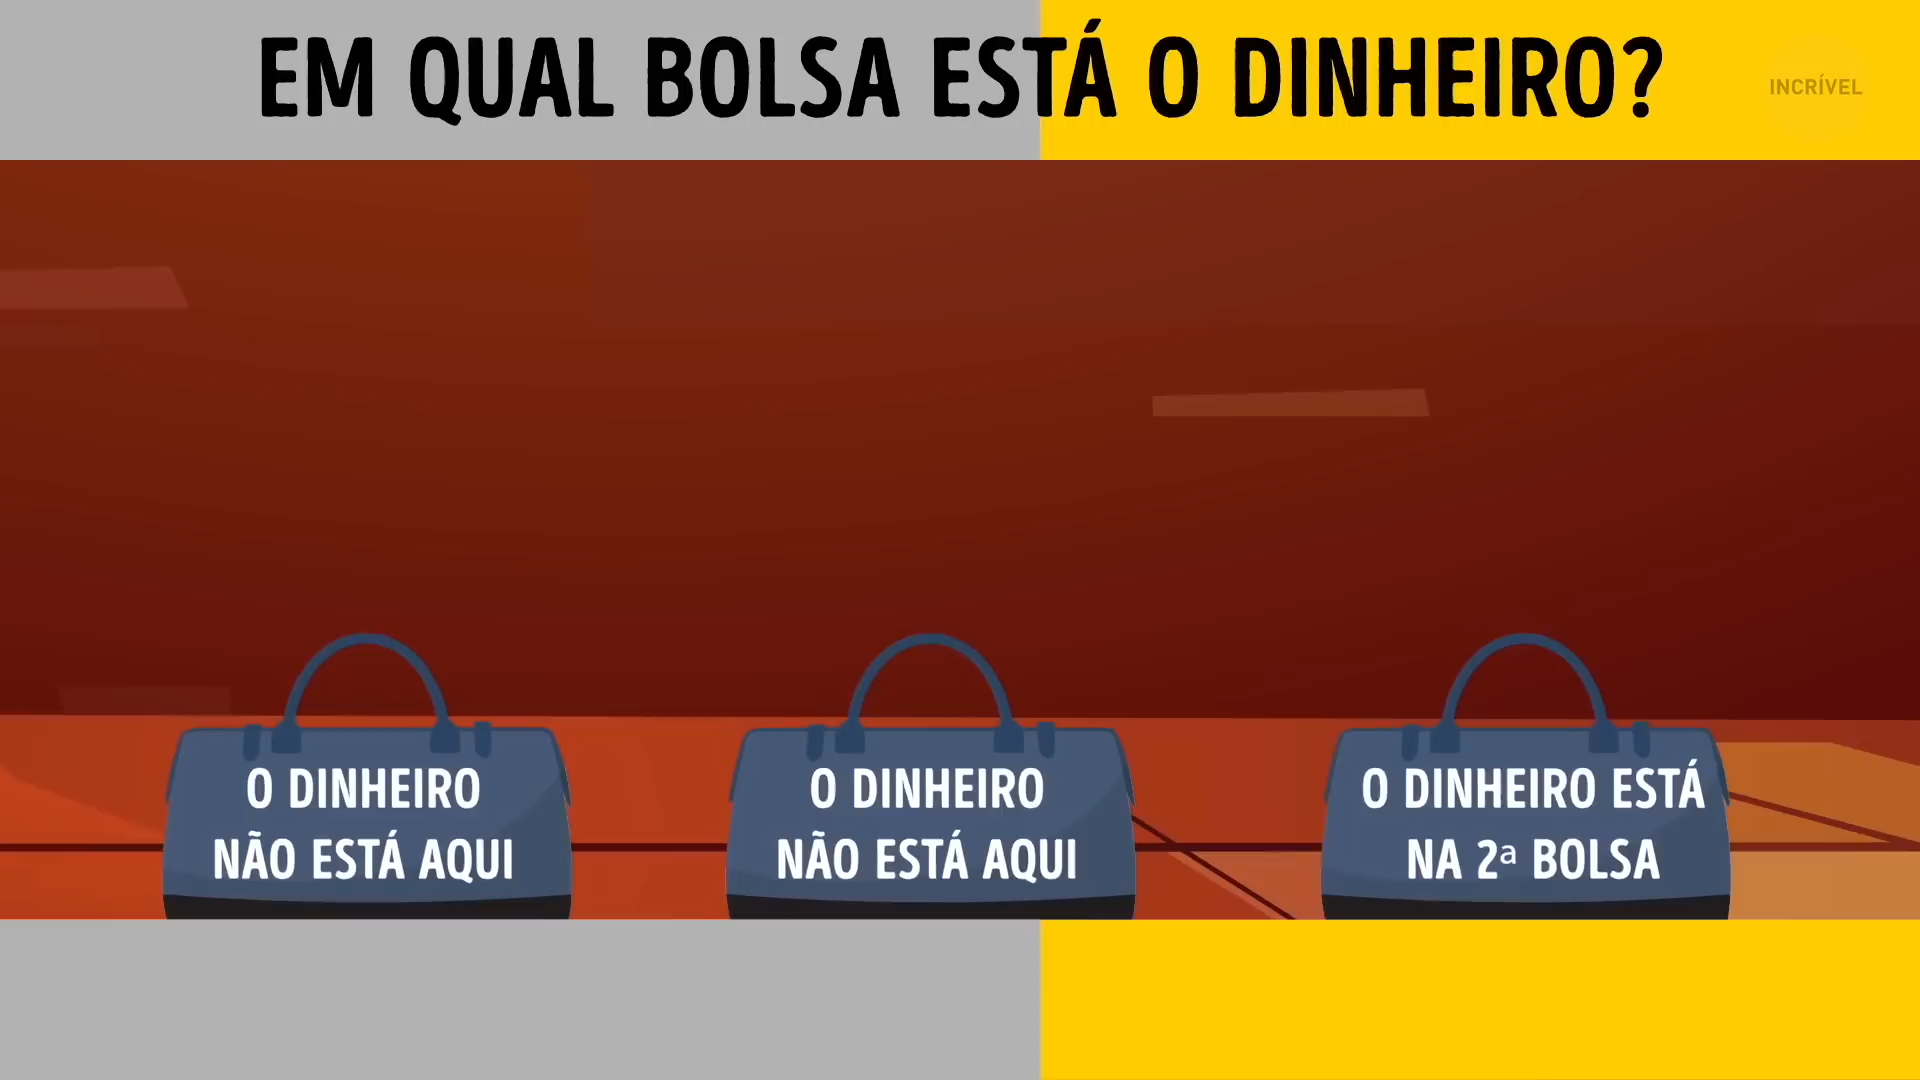 EM QUAL BOLSA ESTÁ O DINHEIRO?
INCRÍVEL
O DINHEIRO
NÃO ESTÁ AQUI
O DINHEIRO
NÃO ESTÁ AQUI
O DINHEIRO ESTÁ
NA 2ª BOLSA